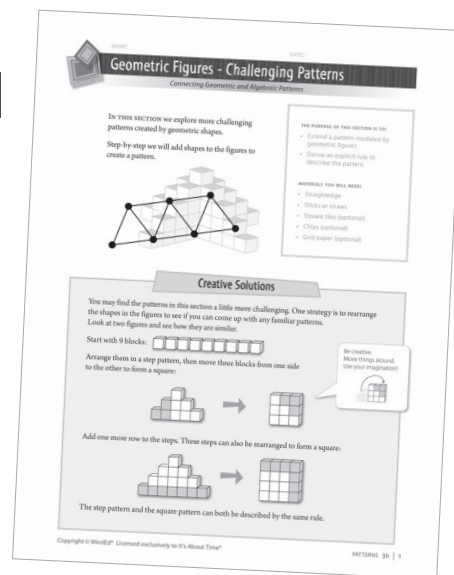 NAME:
DATE:
Geometric Figures - Challenging Patterns
Connecting Geometric and Algebraic Patterns
IN THIS SECTION we explore more challenging
patterns created by geometric shapes.
Step-by-step we will add shapes to the figures to
create a pattern.
THE PURPOSE OF THIS SECTION IS TO:
• Extend a pattern modeled by
geometric figures
• Derive an explicit rule to
describe the pattern
MATERIALS YOU WILL NEED:
• Straightedge
• Sticks or straws
• Square tiles (optional)
• Chips (optional)
• Grid paper (optional)
Creative Solutions
You may find the patterns in this section a little more challenging. One strategy is to rearrange
the shapes in the figures to see if you can come up with any familiar patterns.
Look at two figures and see how they are similar.
Start with 9 blocks:
Arrange them in a step pattern, then move three blocks from one side
to the other to form a square:
Be creative.
Move things around.
Use your imagination!
Add one more row to the steps. These steps can also be rearranged to form a square:
The step pattern and the square pattern can both be described by the same rule.
Copyright © WestEd® Licensed exclusively to It's About Time®
PATTERNS 3b | 1